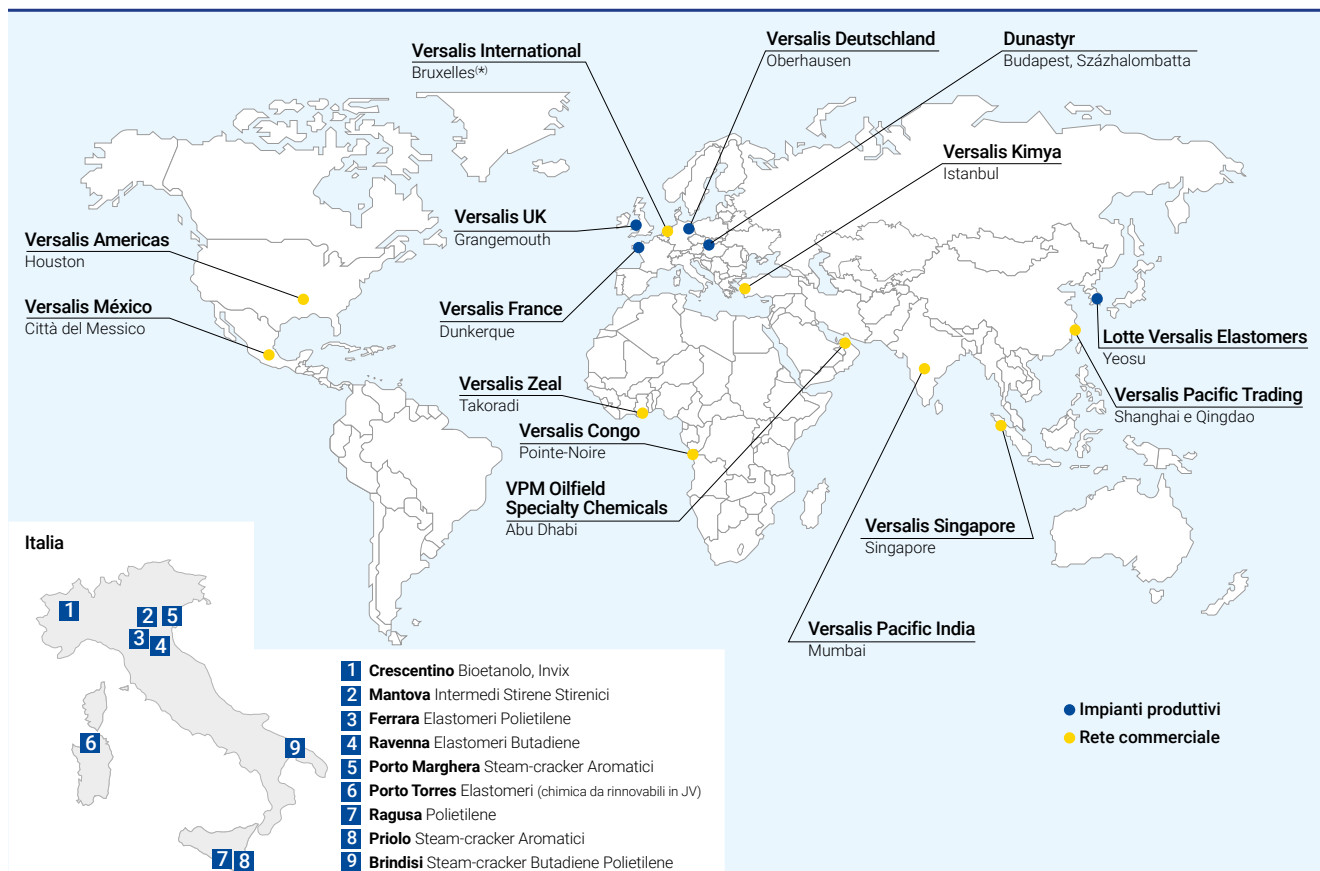 Versalis International
Bruxelles(*)
Versalis Deutschland
Oberhausen
Dunastyr
Budapest, Százhalombatta
Versalis Kimya
Istanbul
Versalis UK
Grangemouth
Versalis Americas
Houston
Versalis México
Città del Messico
Versalis France
Dunkerque
Lotte Versalis Elastomers
Yeosu
Versalis Zeal
Takoradi
Versalis Pacific Trading
Shanghai e Qingdao
Versalis Congo
Pointe-Noire
VPM Oilfield
Specialty Chemicals
Abu Dhabi
Versalis Singapore
Singapore
Versalis Pacific India
Mumbai
Italia
1
2
5
3
4
6
9
7
8
1 Crescentino Bioetanolo, Invix
2 Mantova Intermedi Stirene Stirenici
3 Ferrara Elastomeri Polietilene
4 Ravenna Elastomeri Butadiene
5 Porto Marghera Steam-cracker Aromatici
6 Porto Torres Elastomeri (chimica da rinnovabili in JV)
7 Ragusa Polietilene
8 Priolo Steam-cracker Aromatici
9 Brindisi Steam-cracker Butadiene Polietilene
Impianti produttivi
Rete commerciale